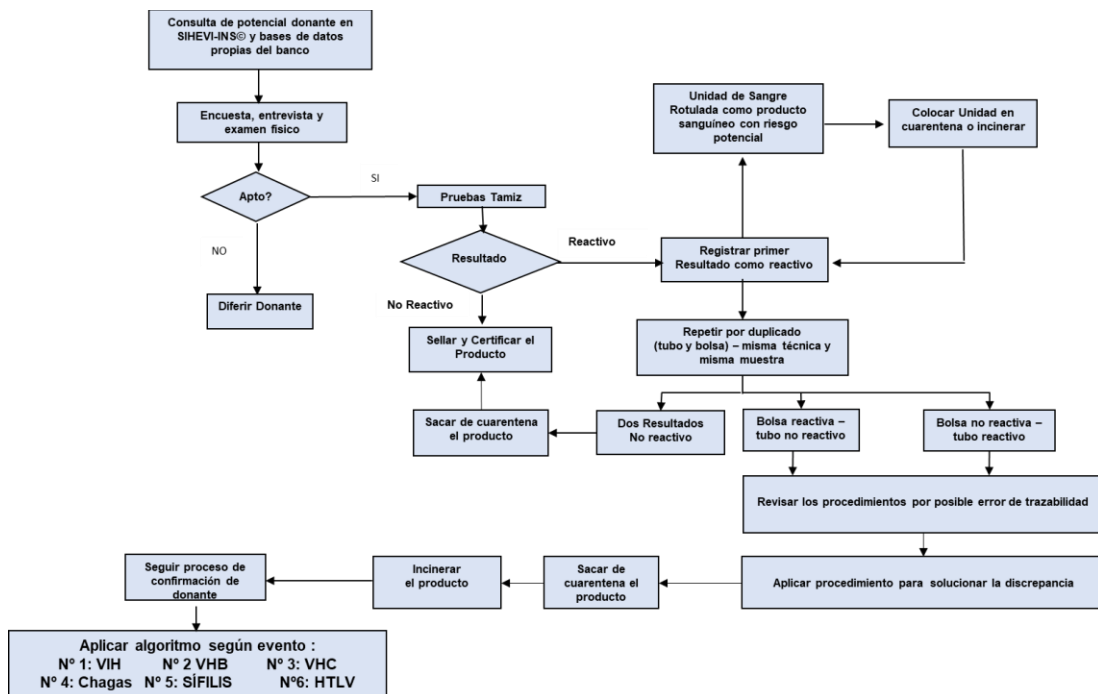 Consulta de potencial donante en
SIHEVI-INS© y bases de datos
propias del banco
Encuesta, entrevista y
examen fisico
Apto?
SI
NO
Diferir Donante
Pruebas Tamiz
Resultado
Reactivo
No Reactivo
Unidad de Sangre
Rotulada como producto
sanguíneo con riesgo
potencial
Colocar Unidad en
cuarentena o incinerar
Registrar primer
Resultado como reactivo
Repetir por duplicado
(tubo y bolsa) – misma técnica y
misma muestra
Sellar y Certificar el
Producto
Sacar de cuarentena
el producto
Dos Resultados
No reactivo
Bolsa reactiva –
tubo no reactivo
Bolsa no reactiva –
tubo reactivo
Revisar los procedimientos por posible error de trazabilidad
Aplicar procedimiento para solucionar la discrepancia
Sacar de
cuarentena el
producto
Incinerar
el producto
Seguir proceso de
confirmación de
donante
Aplicar algoritmo según evento :
Nº 1: VIH Nº 2 VHB Nº 3: VHC
Nº 4: Chagas Nº 5: SÍFILIS Nº6: HTLV